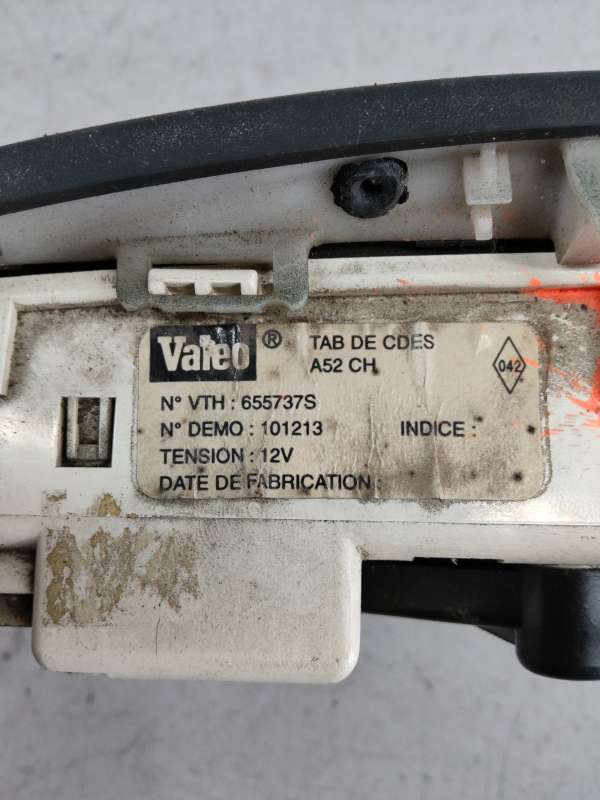 Valeo ® TAB DE CDES
A52 CH
042
N° VTH : 655737S
N° DEMO : 101213 INDICE :
TENSION : 12V
DATE DE FABRICATION :